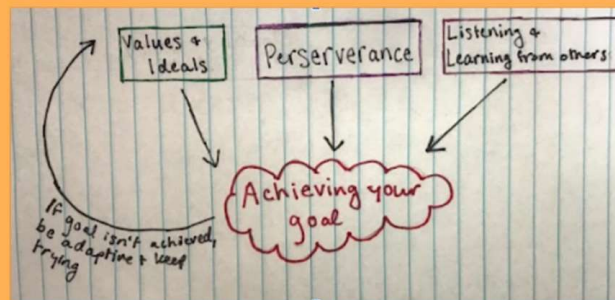 Values &
Ideals
Perserverance
Listening &
Learning from others
Achieving your
goal
If goal isn't achieved,
be adaptive + keep
trying